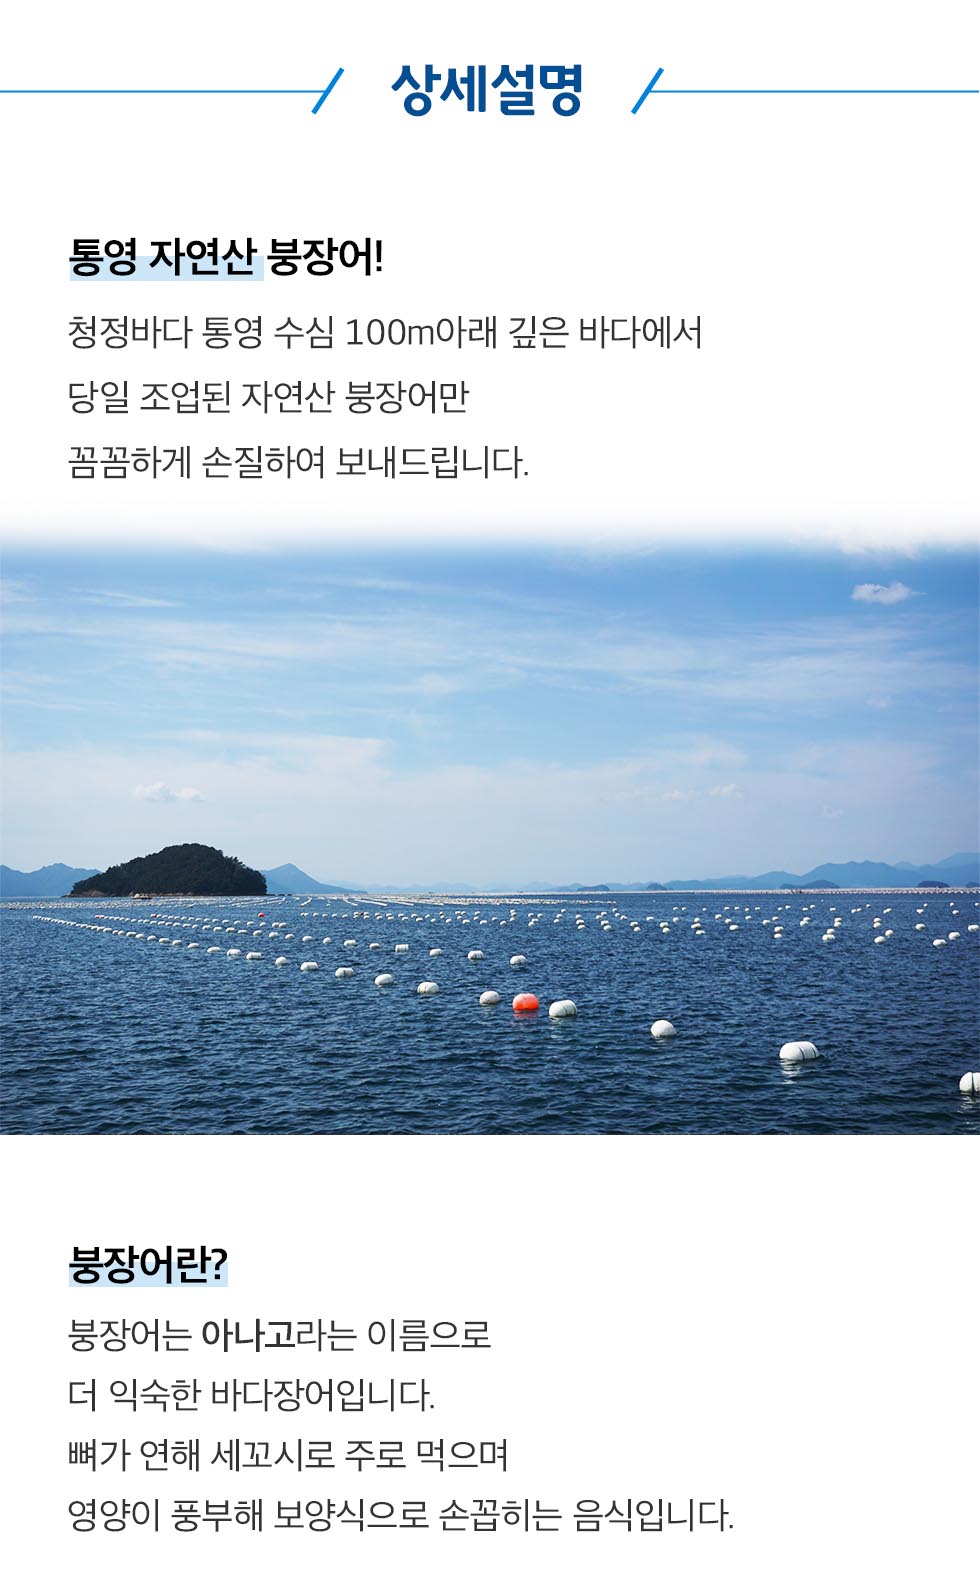 상세설명
통영 자연산 붕장어!
청정바다 통영 수심 100m아래 깊은 바다에서
당일 조업된 자연산 붕장어만
꼼꼼하게 손질하여 보내드립니다.
붕장어란?
붕장어는 아나고라는 이름으로
더 익숙한 바다장어입니다.
뼈가 연해 세꼬시로 주로 먹으며
영양이 풍부해 보양식으로 손꼽히는 음식입니다.